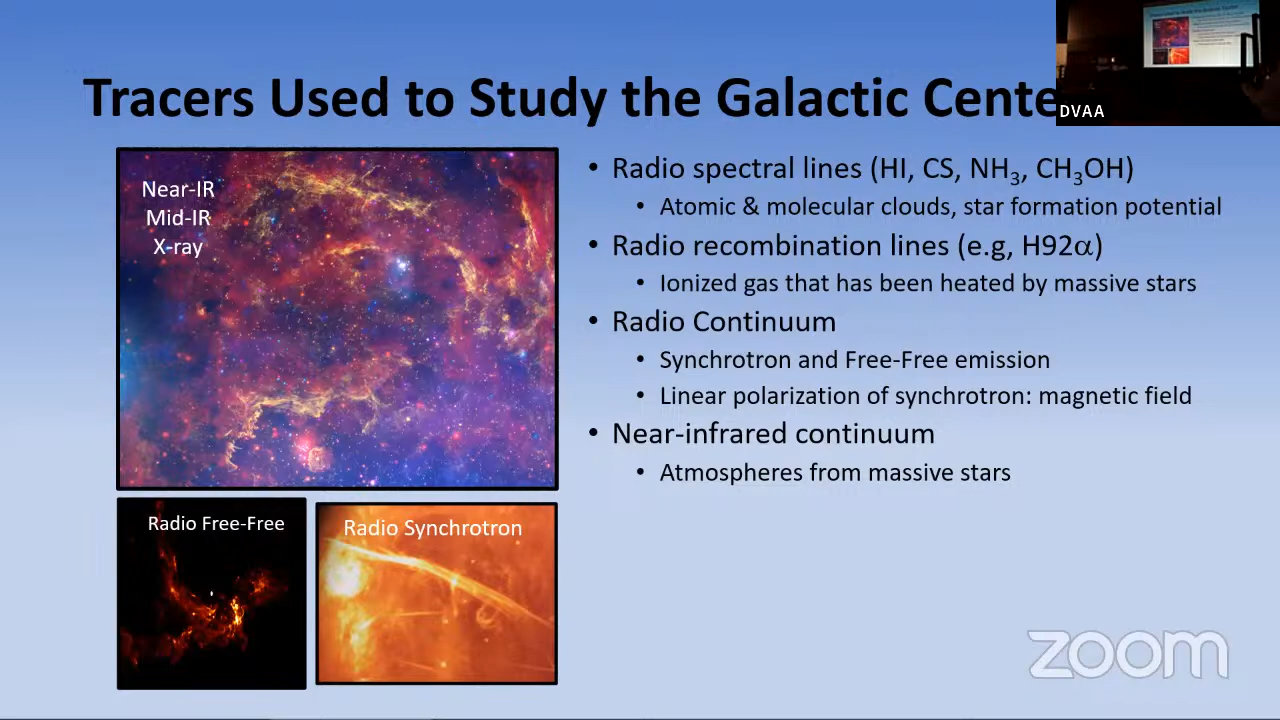 Tracers Used to Study the Galactic Cente
DVAA
Near-IR
Mid-IR
X-ray
Radio Free-Free
Radio Synchrotron
• Radio spectral lines (HI, CS, NH₃, CH₃OH)
• Atomic & molecular clouds, star formation potential
• Radio recombination lines (e.g, H92α)
• Ionized gas that has been heated by massive stars
• Radio Continuum
• Synchrotron and Free-Free emission
• Linear polarization of synchrotron: magnetic field
• Near-infrared continuum
• Atmospheres from massive stars
zoom